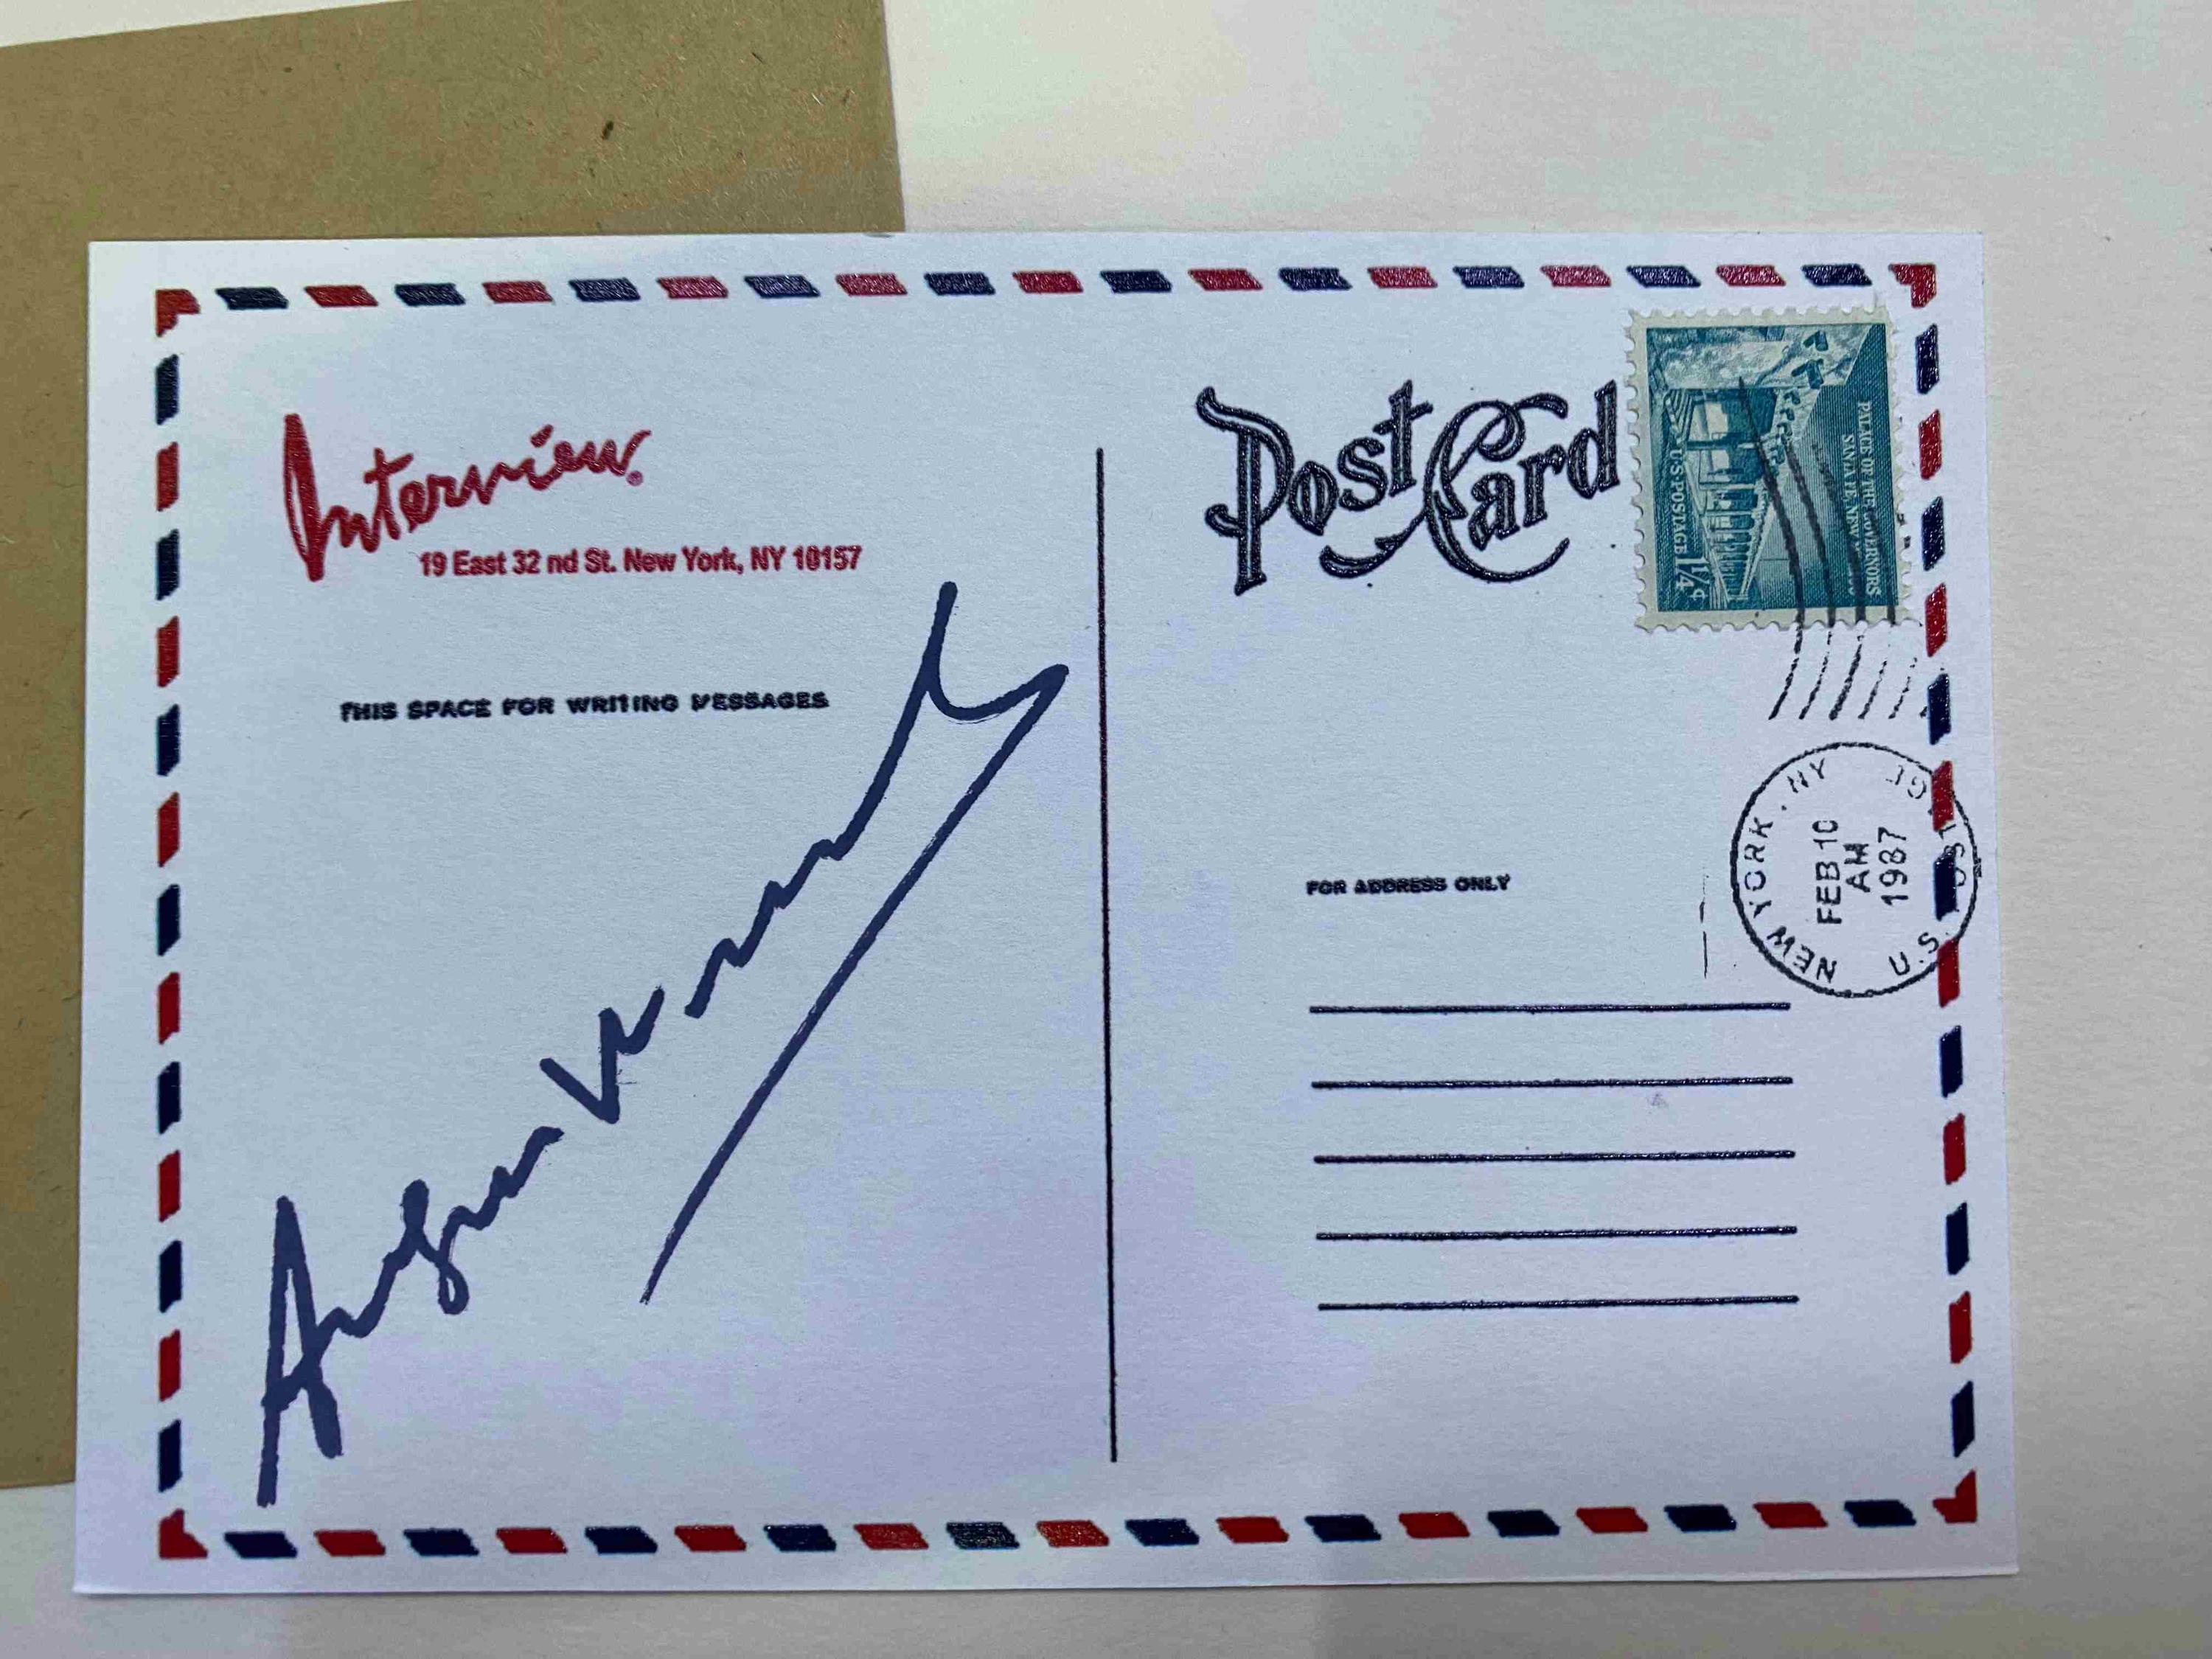 Interview
19 East 32 nd St. New York, NY 10157
THIS SPACE FOR WRITING MESSAGES
Post Card
PALACE OF THE GOVERNORS
SANTA FE, NEW
U·S·POSTAGE 1¼¢
NEW YORK, NY
FEB 10
AM
1987
U.S.
FOR ADDRESS ONLY